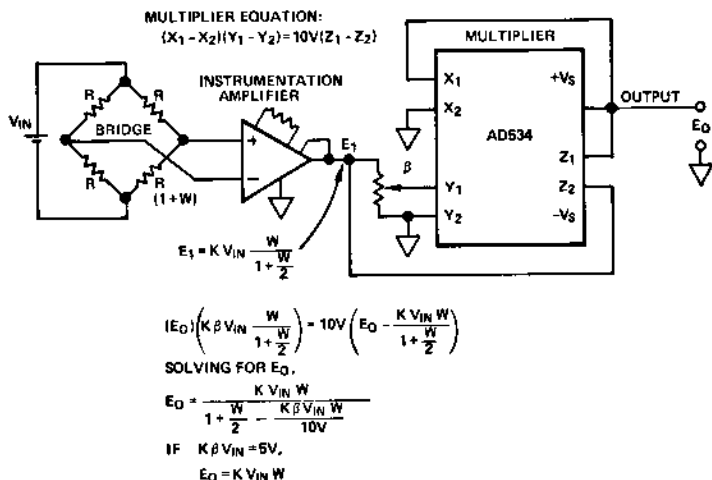 MULTIPLIER EQUATION:
(X1 - X2)(Y1 - Y2) = 10V(Z1 - Z2)
MULTIPLIER
INSTRUMENTATION
AMPLIFIER
R
R
VIN
BRIDGE
R
R
(1+W)
+
-
E1
β
X1
X2
Y1
Y2
AD534
+VS
Z1
Z2
-VS
OUTPUT
EO
E1 = K VIN W / (1 + W/2)
(EO)(K β VIN W / (1 + W/2)) = 10V (EO - K VIN W / (1 + W/2))
SOLVING FOR EO,
EO = K VIN W / (1 + W/2 - K β VIN W / 10V)
IF K β VIN = 5V,
EO = K VIN W